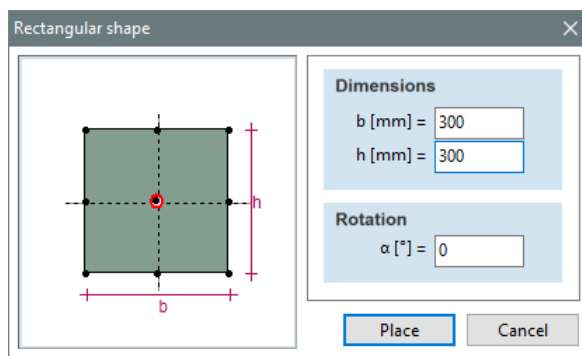 Rectangular shape
h
b
Dimensions
b [mm] = 300
h [mm] = 300
Rotation
α [°] = 0
Place
Cancel